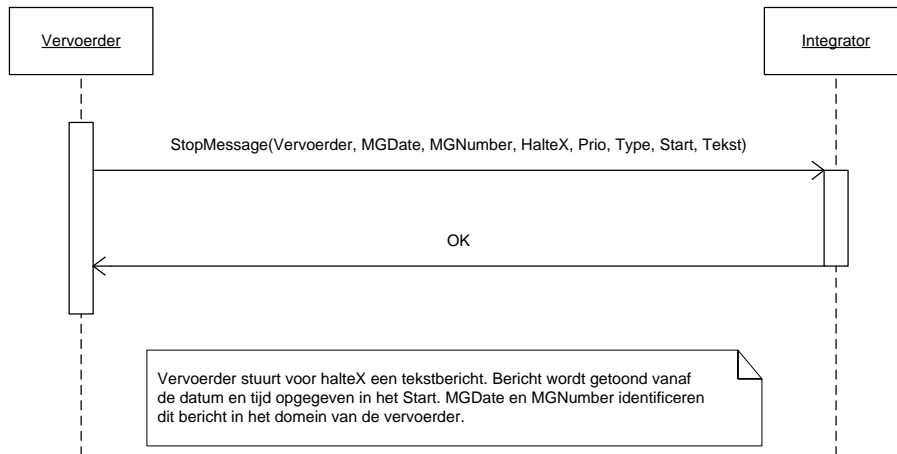 Vervoerder
Integrator
StopMessage(Vervoerder, MGDate, MGNumber, HalteX, Prio, Type, Start, Tekst)
OK
Vervoerder stuurt voor halteX een tekstbericht. Bericht wordt getoond vanaf
de datum en tijd opgegeven in het Start. MGDate en MGNumber identificeren
dit bericht in het domein van de vervoerder.